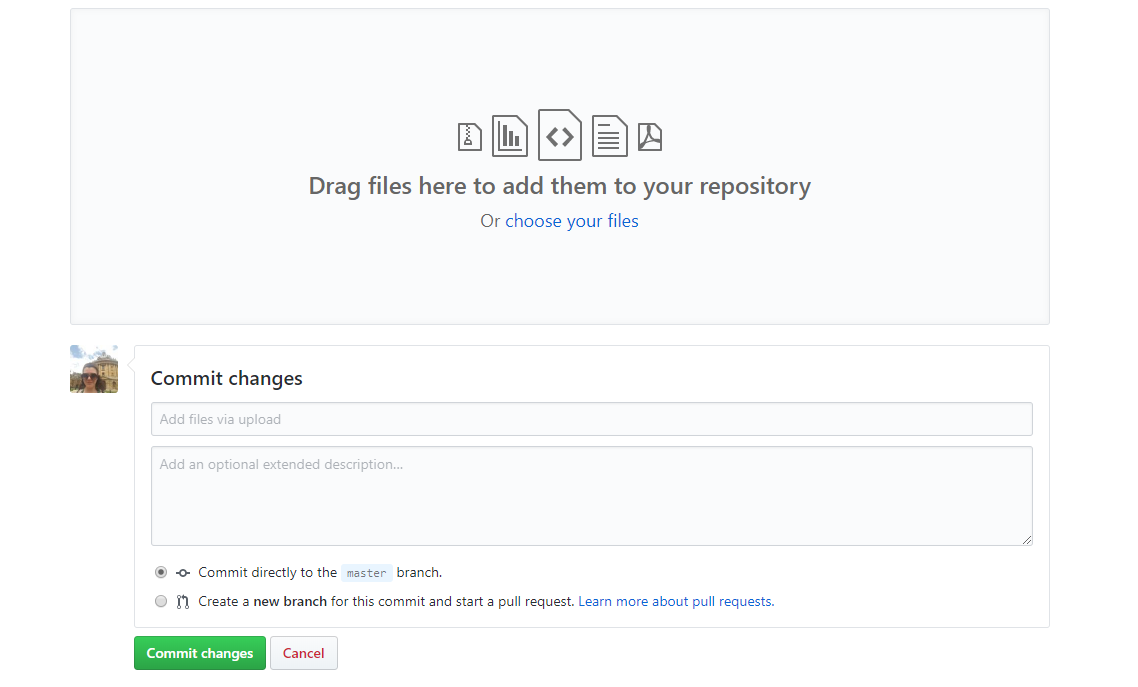 Drag files here to add them to your repository
Or choose your files
Commit changes
Add files via upload
Add an optional extended description...
Commit directly to the master branch.
Create a new branch for this commit and start a pull request. Learn more about pull requests.
Commit changes Cancel